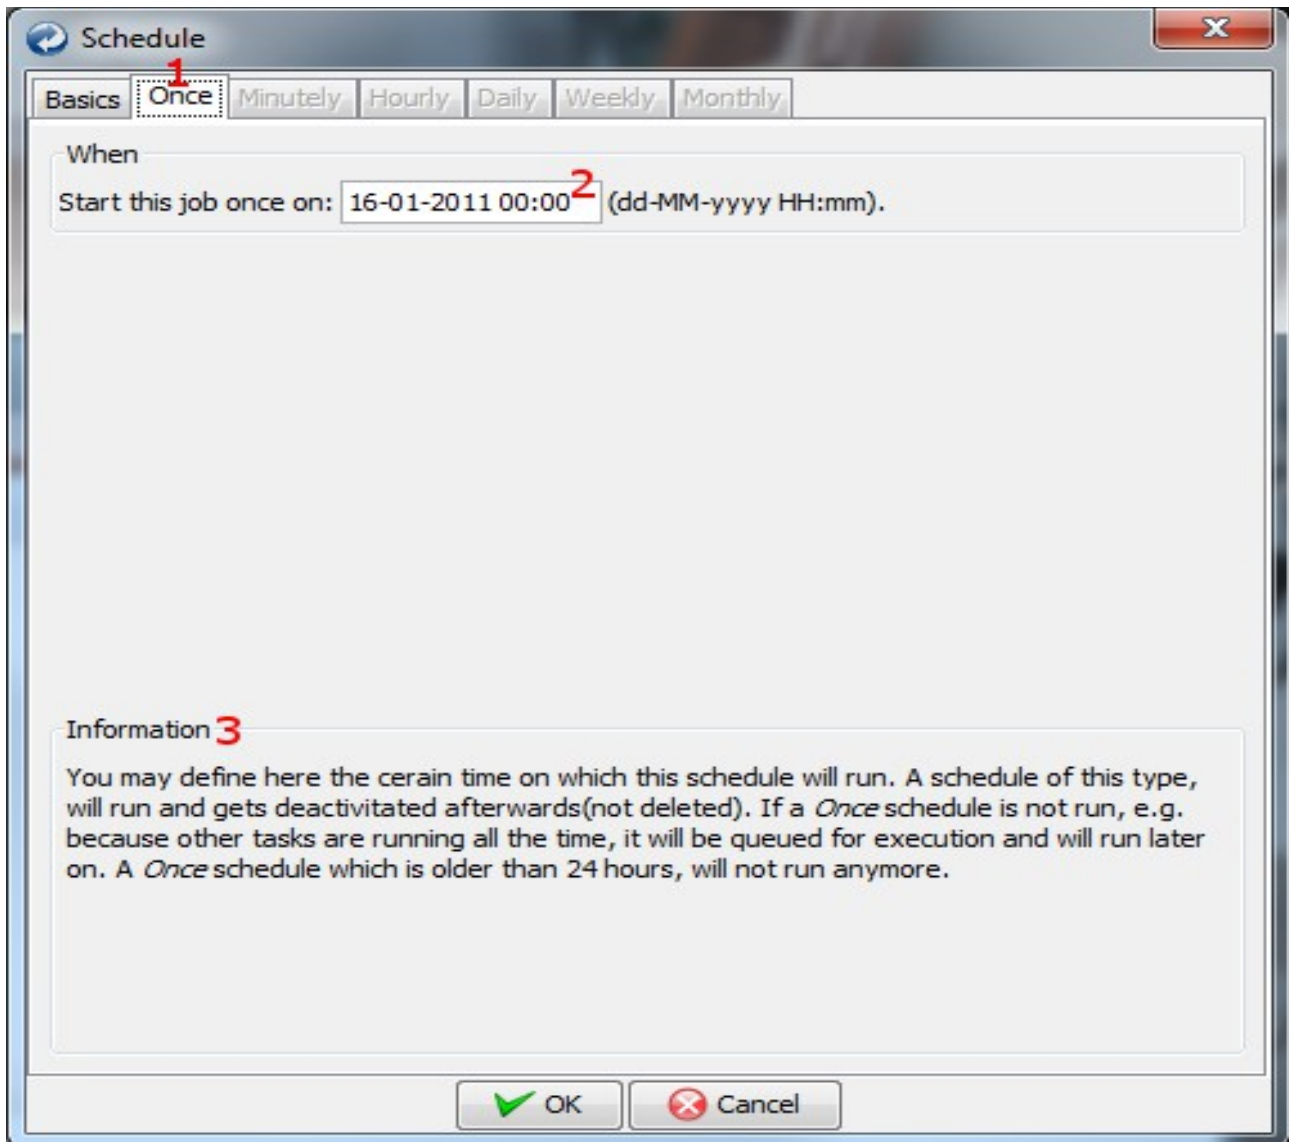 Schedule
1
Basics Once Minutely Hourly Daily Weekly Monthly
When
Start this job once on: 16-01-2011 00:00 2 (dd-MM-yyyy HH:mm).
Information 3
You may define here the cerain time on which this schedule will run. A schedule of this type,
will run and gets deactivitated afterwards(not deleted). If a Once schedule is not run, e.g.
because other tasks are running all the time, it will be queued for execution and will run later
on. A Once schedule which is older than 24 hours, will not run anymore.
OK Cancel